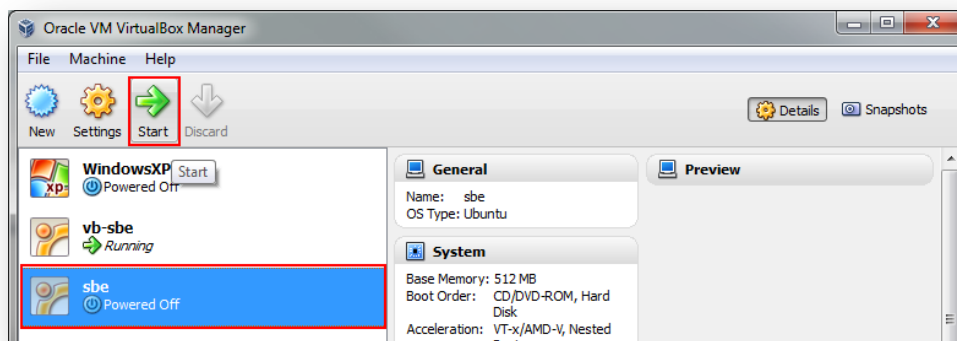 Oracle VM VirtualBox Manager
File Machine Help
New Settings Start Discard
Details Snapshots
WindowsXP
Start
xp
Powered Off
vb-sbe
Running
sbe
Powered Off
General
Name: sbe
OS Type: Ubuntu
System
Base Memory: 512 MB
Boot Order: CD/DVD-ROM, Hard
Disk
Acceleration: VT-x/AMD-V, Nested
Preview